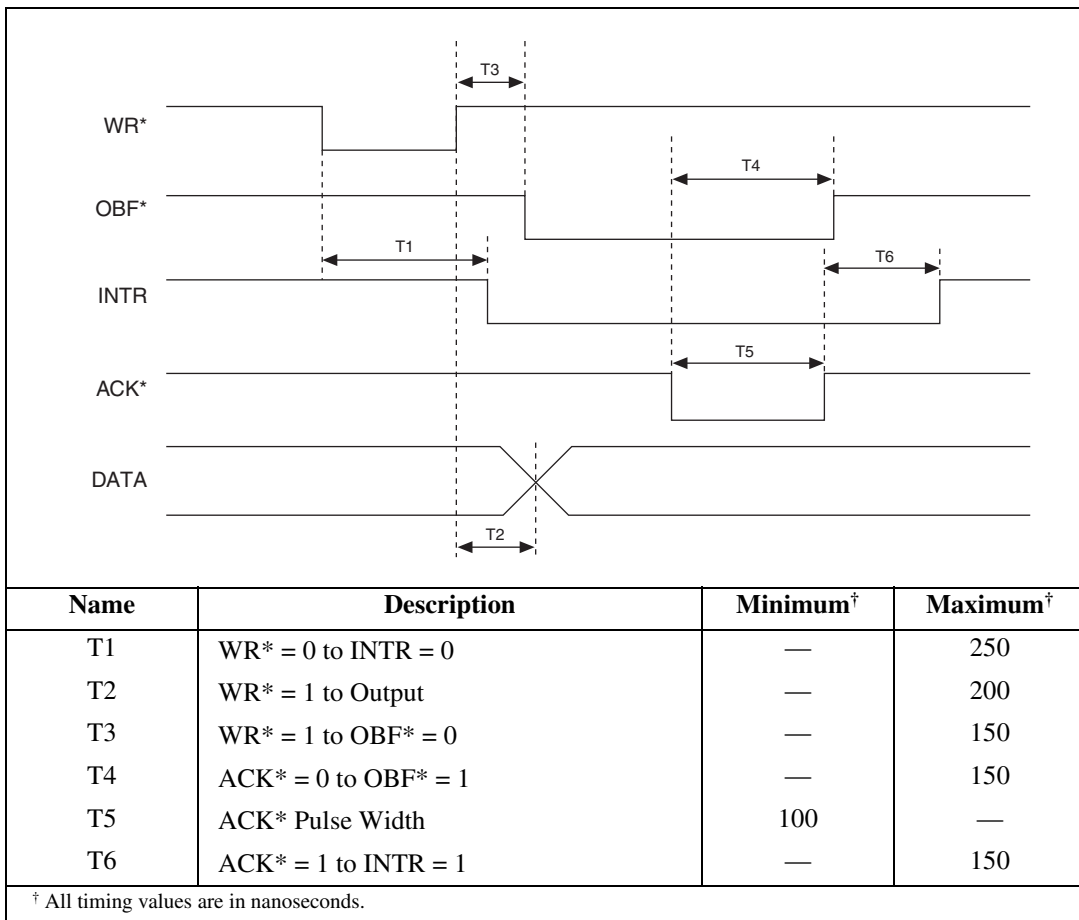 T3
WR*
T4
OBF*
T1
T6
INTR
T5
ACK*
DATA
T2
Name Description Minimum† Maximum†
T1 WR* = 0 to INTR = 0 — 250
T2 WR* = 1 to Output — 200
T3 WR* = 1 to OBF* = 0 — 150
T4 ACK* = 0 to OBF* = 1 — 150
T5 ACK* Pulse Width 100 —
T6 ACK* = 1 to INTR = 1 — 150
† All timing values are in nanoseconds.